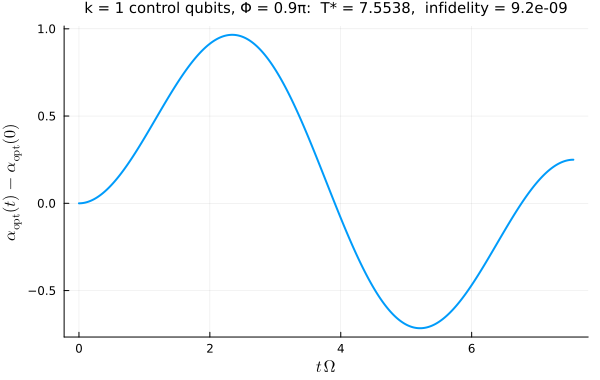 k = 1 control qubits, Φ = 0.9π:  T* = 7.5538,  infidelity = 9.2e-09
1.0
0.5
0.0
−0.5
α_opt(t) − α_opt(0)
0 2 4 6
t Ω